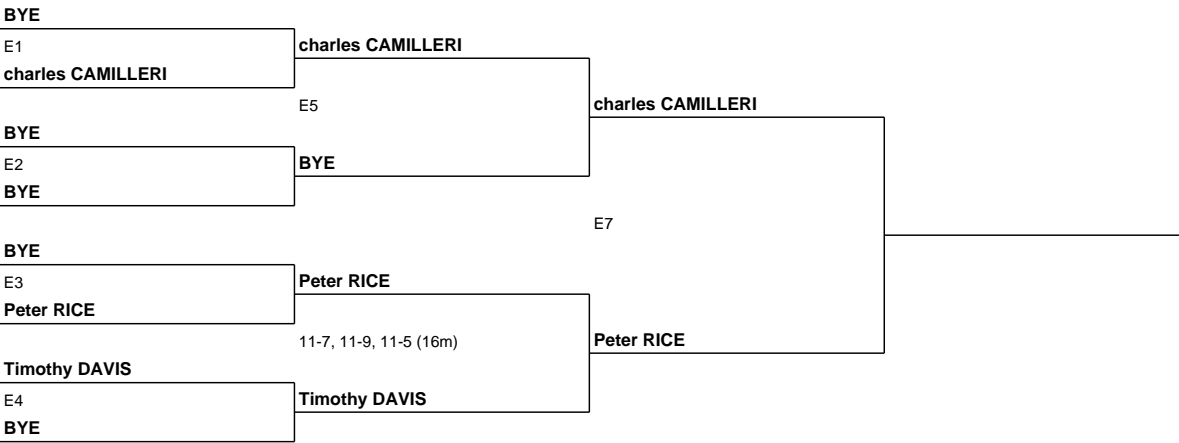 BYE
E1
charles CAMILLERI
charles CAMILLERI
E5
charles CAMILLERI
BYE
E2
BYE
BYE
E7
BYE
E3
Peter RICE
Peter RICE
11-7, 11-9, 11-5 (16m)
Peter RICE
Timothy DAVIS
E4
Timothy DAVIS
BYE